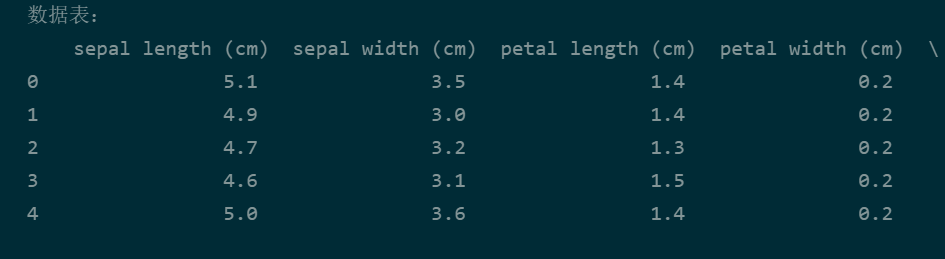 数据表:
sepal length (cm) sepal width (cm) petal length (cm) petal width (cm) \
0 5.1 3.5 1.4 0.2
1 4.9 3.0 1.4 0.2
2 4.7 3.2 1.3 0.2
3 4.6 3.1 1.5 0.2
4 5.0 3.6 1.4 0.2